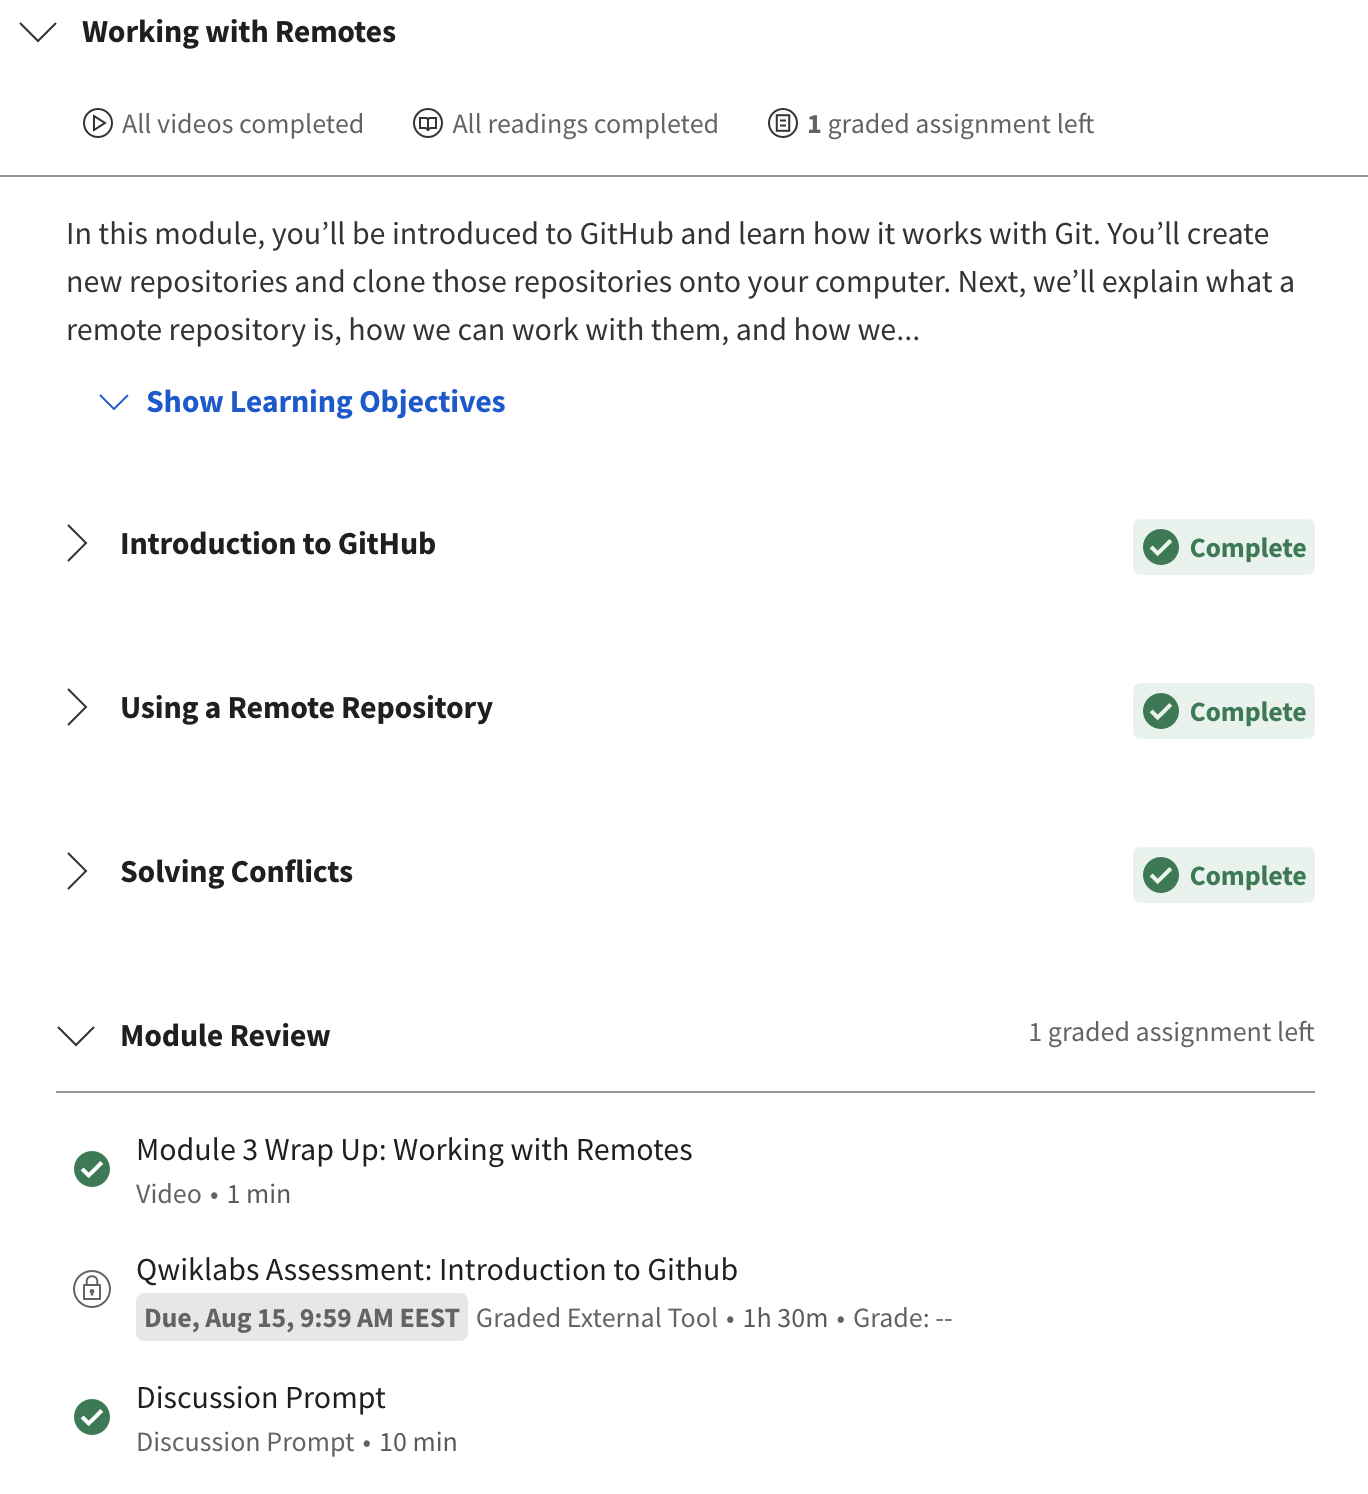 Working with Remotes
All videos completed
All readings completed
1 graded assignment left
In this module, you’ll be introduced to GitHub and learn how it works with Git. You’ll create
new repositories and clone those repositories onto your computer. Next, we’ll explain what a
remote repository is, how we can work with them, and how we...
Show Learning Objectives
Introduction to GitHub
Complete
Using a Remote Repository
Complete
Solving Conflicts
Complete
Module Review
1 graded assignment left
Module 3 Wrap Up: Working with Remotes
Video • 1 min
Qwiklabs Assessment: Introduction to Github
Due, Aug 15, 9:59 AM EEST Graded External Tool • 1h 30m • Grade: --
Discussion Prompt
Discussion Prompt • 10 min